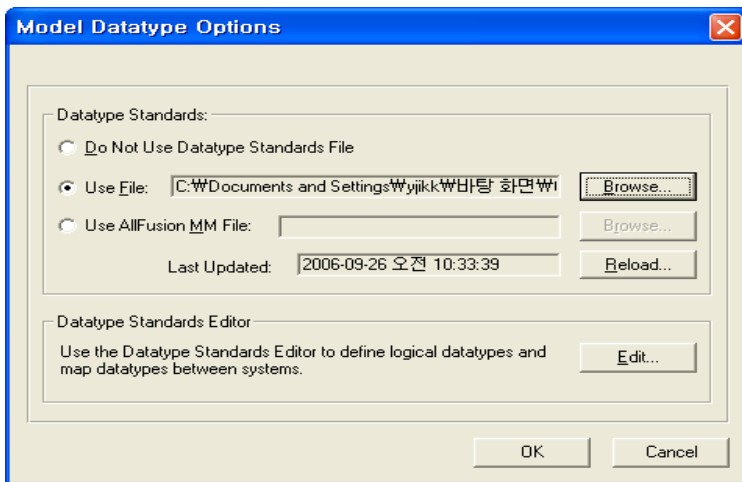 Model Datatype Options
Datatype Standards:
Do Not Use Datatype Standards File
Use File: C:₩Documents and Settings₩yjikk₩바탕 화면₩ Browse...
Use AllFusion MM File: Browse...
Last Updated: 2006-09-26 오전 10:33:39 Reload...
Datatype Standards Editor
Use the Datatype Standards Editor to define logical datatypes and Edit...
map datatypes between systems.
OK Cancel